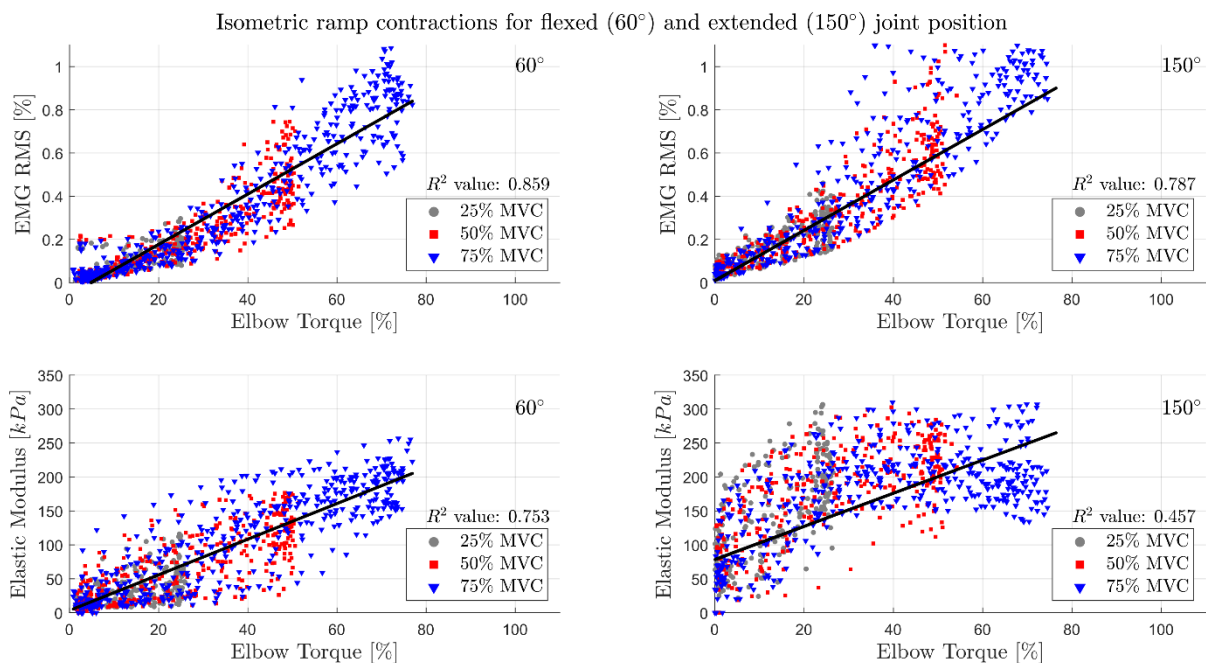 Isometric ramp contractions for flexed (60°) and extended (150°) joint position
60°
EMG RMS [%]
1
0.8
0.6
0.4
0.2
0
R² value: 0.859
25% MVC
50% MVC
75% MVC
0 20 40 60 80 100
Elbow Torque [%]
150°
EMG RMS [%]
1
0.8
0.6
0.4
0.2
0
R² value: 0.787
25% MVC
50% MVC
75% MVC
0 20 40 60 80 100
Elbow Torque [%]
60°
Elastic Modulus [kPa]
350
300
250
200
150
100
50
0
R² value: 0.753
25% MVC
50% MVC
75% MVC
0 20 40 60 80 100
Elbow Torque [%]
150°
Elastic Modulus [kPa]
350
300
250
200
150
100
50
0
R² value: 0.457
25% MVC
50% MVC
75% MVC
0 20 40 60 80 100
Elbow Torque [%]